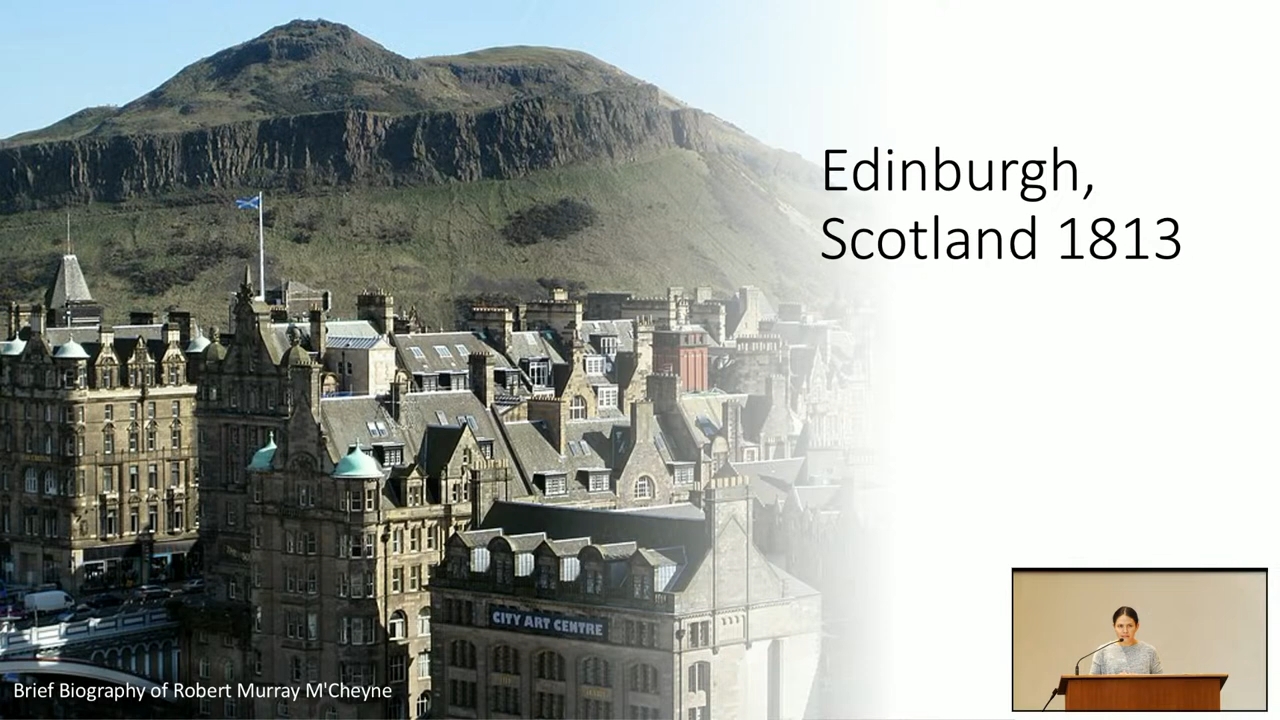 Edinburgh,
Scotland 1813
CITY ART CENTRE
Brief Biography of Robert Murray M'Cheyne